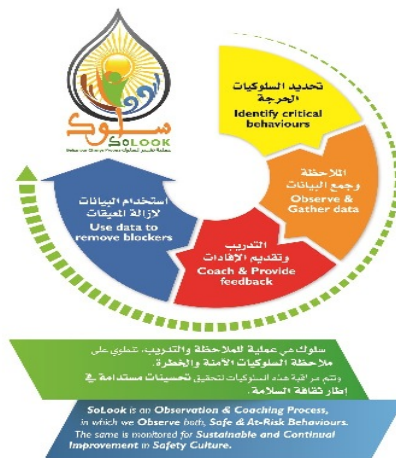 سلوك
SOLOOK
تحديد السلوكيات
الحرجة
Identify critical
behaviours
الملاحظة
وجمع البيانات
Observe &
Gather data
التدريب
وتقديم الإفادات
Coach & Provide
feedback
استخدام البيانات
لازالة المعيقات
Use data to
remove blockers
سلوك هي عملية للملاحظة والتدريب، تنطوي على
ملاحظة السلوكيات الآمنة والخطرة.
وتتم مراقبة هذه السلوكيات لتحقيق تحسينات مستدامة في
إطار ثقافة السلامة.
SoLook is an Observation & Coaching Process,
in which we Observe both, Safe & At-Risk Behaviours.
The same is monitored for Sustainable and Continual
Improvement in Safety Culture.